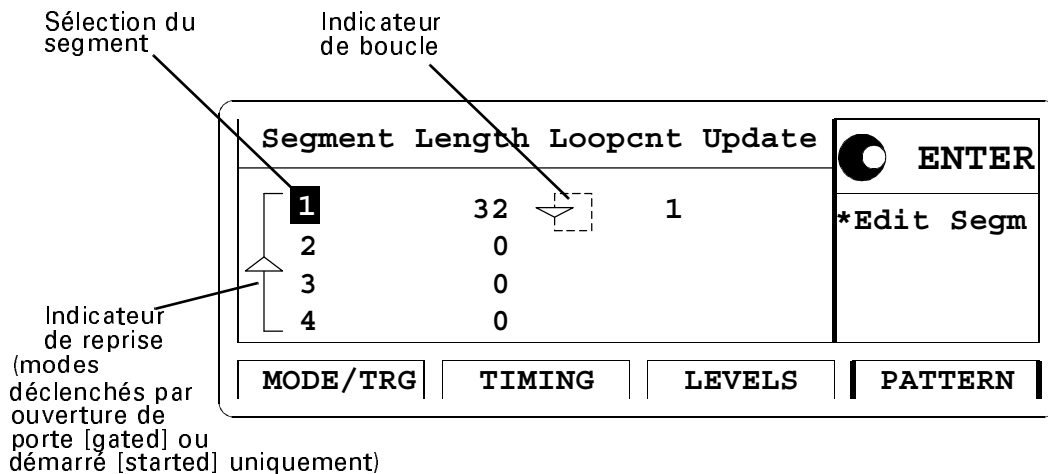 Sélection du
segment
Indicateur
de boucle
Segment Length Loopcnt Update
ENTER
1 32 1
*Edit Segm
2 0
3 0
4 0
Indicateur
de reprise
(modes
déclenchés par
ouverture de
porte [gated] ou
démarré [started] uniquement)
MODE/TRG TIMING LEVELS PATTERN